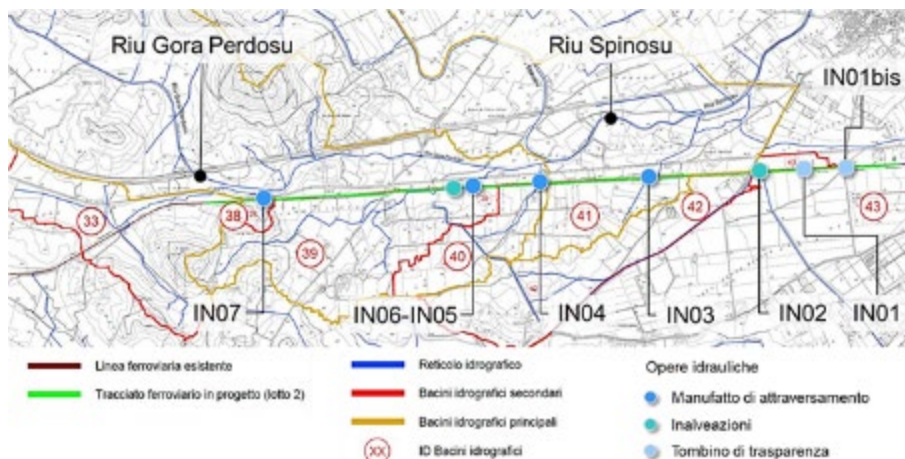 Riu Gora Perdosu
Riu Spinosu
IN01bis
33
38
39
40
41
42
43
IN07
IN06-IN05
IN04
IN03
IN02
IN01
Linea ferroviaria esistente
Tracciato ferroviario in progetto (lotto 2)
Reticolo idrografico
Bacini idrografici secondari
Bacini idrografici principali
XX
ID Bacini idrografici
Opere idrauliche
Manufatto di attraversamento
Inalveazioni
Tombino di trasparenza